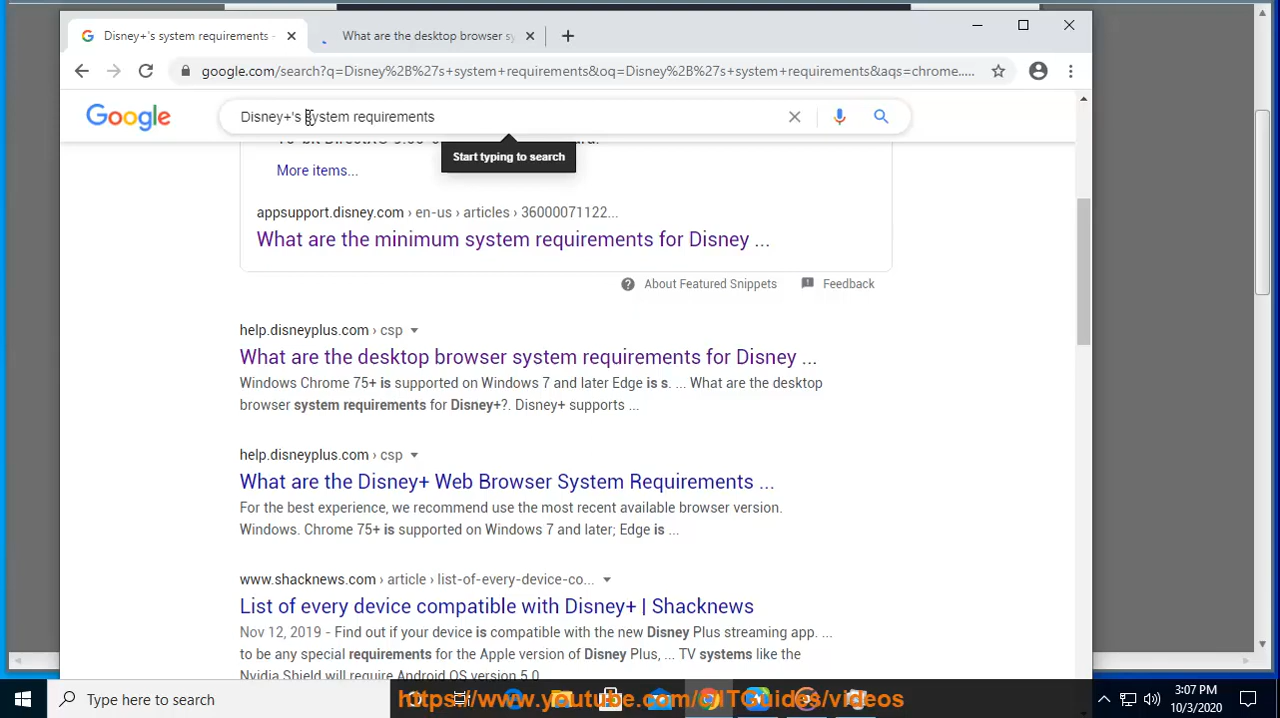 Disney+'s system requirements -
What are the desktop browser sy
google.com/search?q=Disney%2B%27s+system+requirements&oq=Disney%2B%27s+system+requirements&aqs=chrome.....
Google
Disney+'s system requirements
Start typing to search
More items...
appsupport.disney.com › en-us › articles › 36000071122...
What are the minimum system requirements for Disney ...
About Featured Snippets
Feedback
help.disneyplus.com › csp
What are the desktop browser system requirements for Disney ...
Windows Chrome 75+ is supported on Windows 7 and later Edge is s. ... What are the desktop
browser system requirements for Disney+?. Disney+ supports ...
help.disneyplus.com › csp
What are the Disney+ Web Browser System Requirements ...
For the best experience, we recommend use the most recent available browser version.
Windows. Chrome 75+ is supported on Windows 7 and later; Edge is ...
www.shacknews.com › article › list-of-every-device-co...
List of every device compatible with Disney+ | Shacknews
Nov 12, 2019 - Find out if your device is compatible with the new Disney Plus streaming app. ...
to be any special requirements for the Apple version of Disney Plus, ... TV systems like the
Nvidia Shield will require Android OS version 5.0
Type here to search
https://www.youtube.com/@ITGuides/videos
3:07 PM
10/3/2020